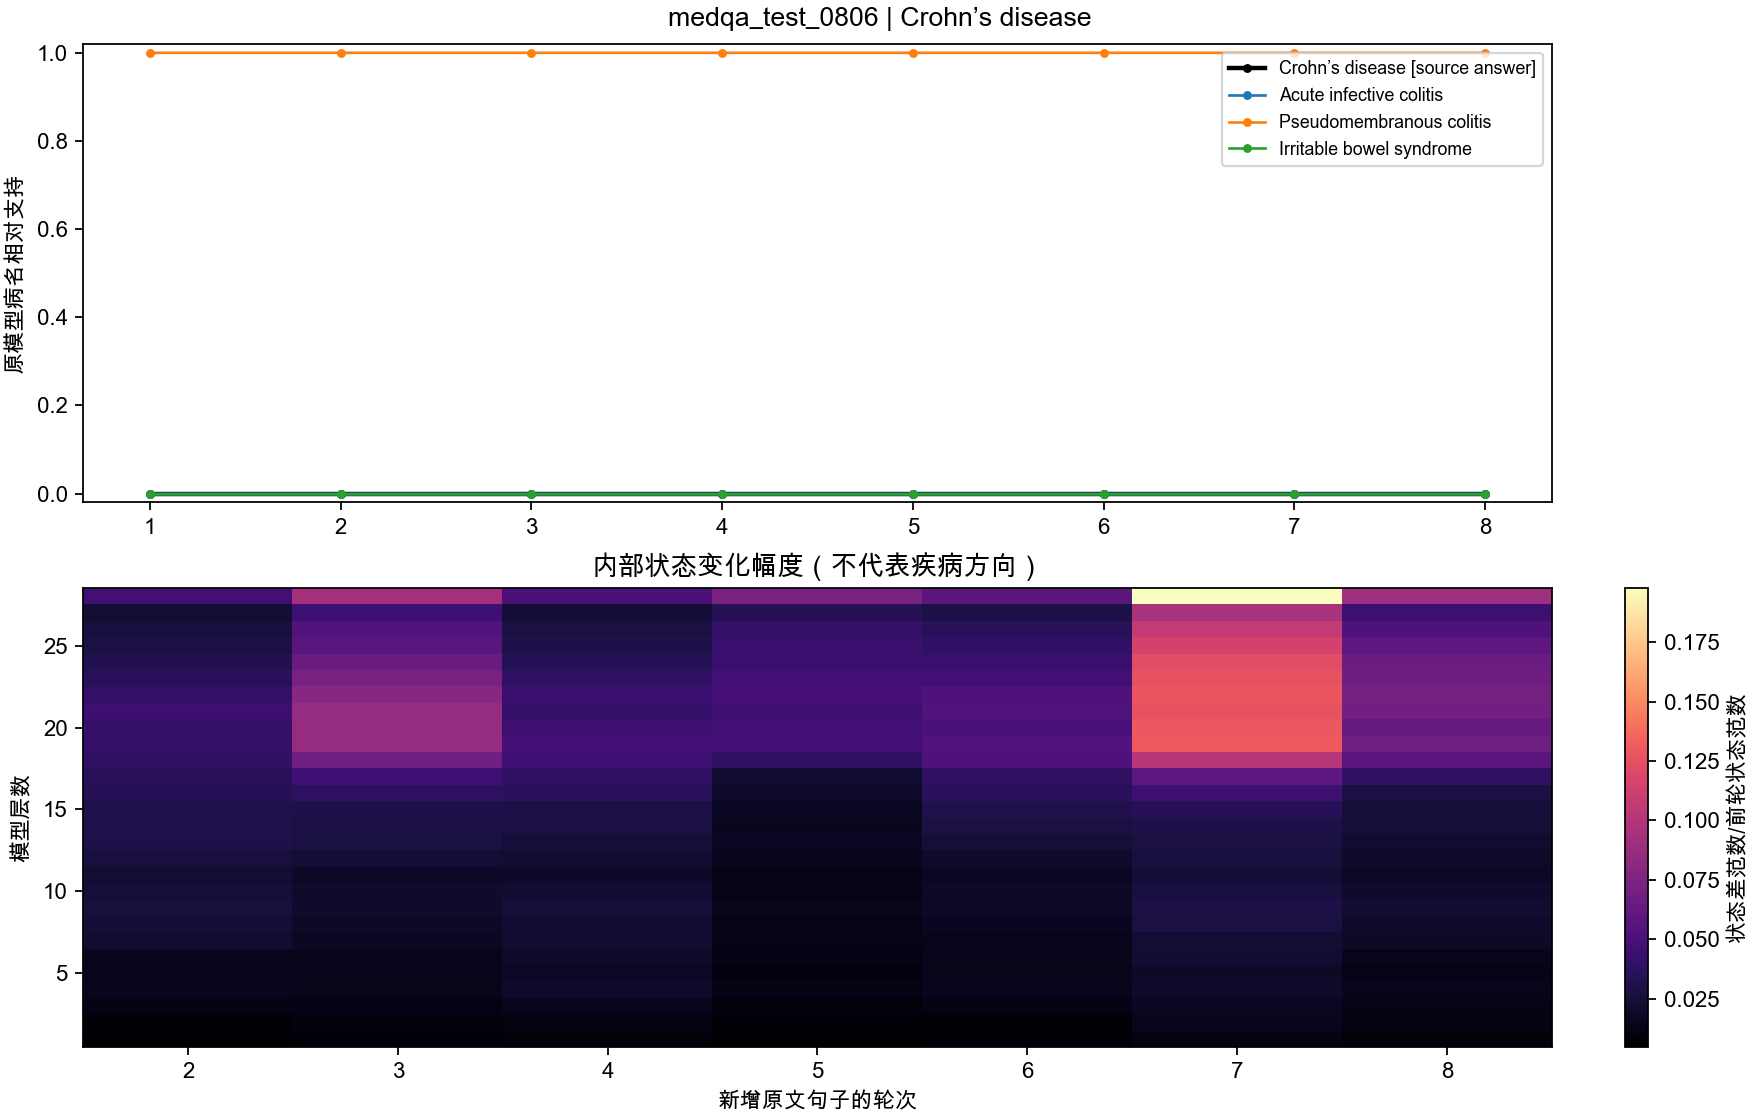 medqa_test_0806 | Crohn’s disease
原模型病名相对支持
1.0
0.8
0.6
0.4
0.2
0.0
Crohn’s disease [source answer]
Acute infective colitis
Pseudomembranous colitis
Irritable bowel syndrome
1 2 3 4 5 6 7 8
内部状态变化幅度（不代表疾病方向）
模型层数
25
20
15
10
5
2 3 4 5 6 7 8
新增原文句子的轮次
0.175
0.150
0.125
0.100
0.075
0.050
0.025
状态差范数/前轮状态范数